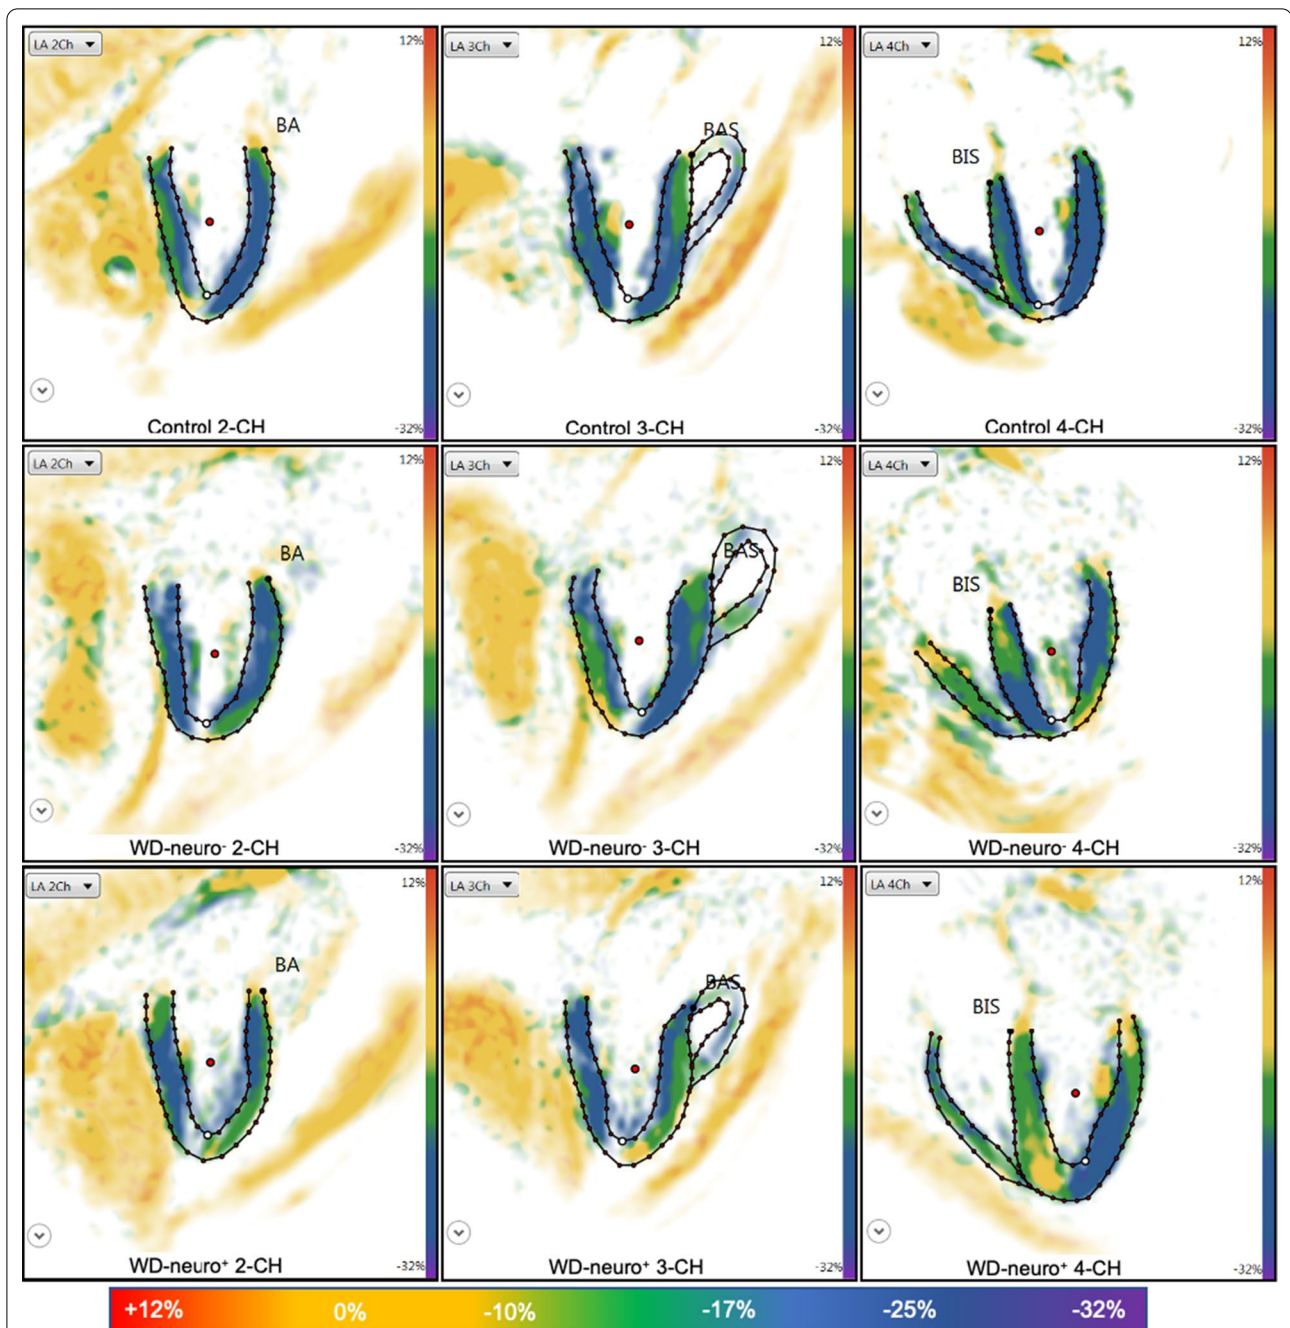 LA 2Ch
12%
BA
-32%
Control 2-CH
LA 3Ch
12%
BAS
-32%
Control 3-CH
LA 4Ch
12%
BIS
-32%
Control 4-CH
LA 2Ch
12%
BA
-32%
WD-neuro- 2-CH
LA 3Ch
12%
BAS
-32%
WD-neuro- 3-CH
LA 4Ch
12%
BIS
-32%
WD-neuro- 4-CH
LA 2Ch
12%
BA
-32%
WD-neuro+ 2-CH
LA 3Ch
12%
BAS
-32%
WD-neuro+ 3-CH
LA 4Ch
12%
BIS
-32%
WD-neuro+ 4-CH
+12% 0% -10% -17% -25% -32%